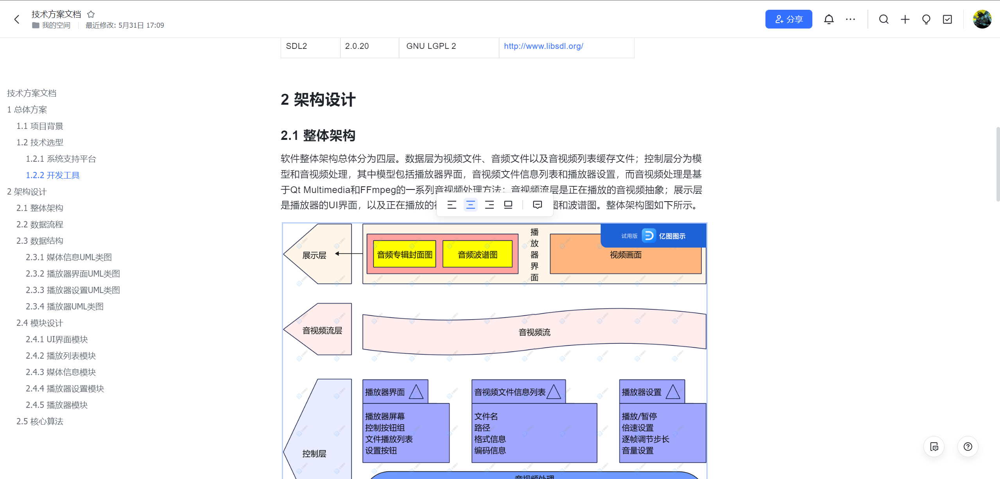 技术方案文档
我的空间
最近修改: 5月31日 17:09
分享
SDL2 2.0.20 GNU LGPL 2 http://www.libsdl.org/
技术方案文档
1 总体方案
1.1 项目背景
1.2 技术选型
1.2.1 系统支持平台
1.2.2 开发工具
2 架构设计
2.1 整体架构
2.2 数据流程
2.3 数据结构
2.3.1 媒体信息UML类图
2.3.2 播放器界面UML类图
2.3.3 播放器设置UML类图
2.3.4 播放器UML类图
2.4 模块设计
2.4.1 UI界面模块
2.4.2 播放列表模块
2.4.3 媒体信息模块
2.4.4 播放器设置模块
2.4.5 播放器模块
2.5 核心算法
2 架构设计
2.1 整体架构
软件整体架构总体分为四层。数据层为视频文件、音频文件以及音视频列表缓存文件；控制层分为模
型和音视频处理，其中模型包括播放器界面，音视频文件信息列表和播放器设置，而音视频处理是基
于Qt Multimedia和FFmpeg的一系列音视频处理方法；音视频流层是正在播放的音视频抽象；展示层
是播放器的UI界面，以及正在播放的 图和波谱图。整体架构图如下所示。
试用版 亿图图示
展示层
音频专辑封面图
音频波谱图
播放器界面
视频画面
音视频流层
音视频流
控制层
播放器界面
播放器屏幕
控制按钮组
文件播放列表
设置按钮
音视频文件信息列表
文件名
路径
格式信息
编码信息
播放器设置
播放/暂停
倍速设置
逐帧调节步长
音量设置
音视频处理